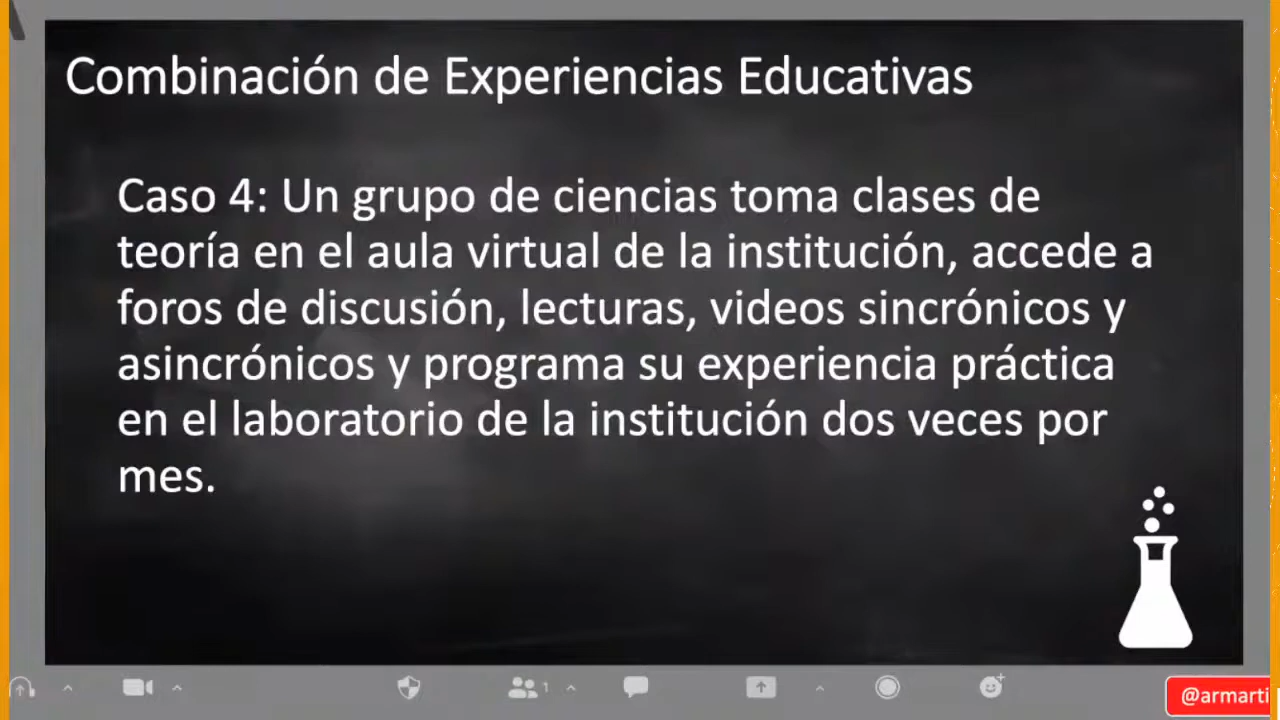 Combinación de Experiencias Educativas
Caso 4: Un grupo de ciencias toma clases de
teoría en el aula virtual de la institución, accede a
foros de discusión, lecturas, videos sincrónicos y
asincrónicos y programa su experiencia práctica
en el laboratorio de la institución dos veces por
mes.
1
@armarti